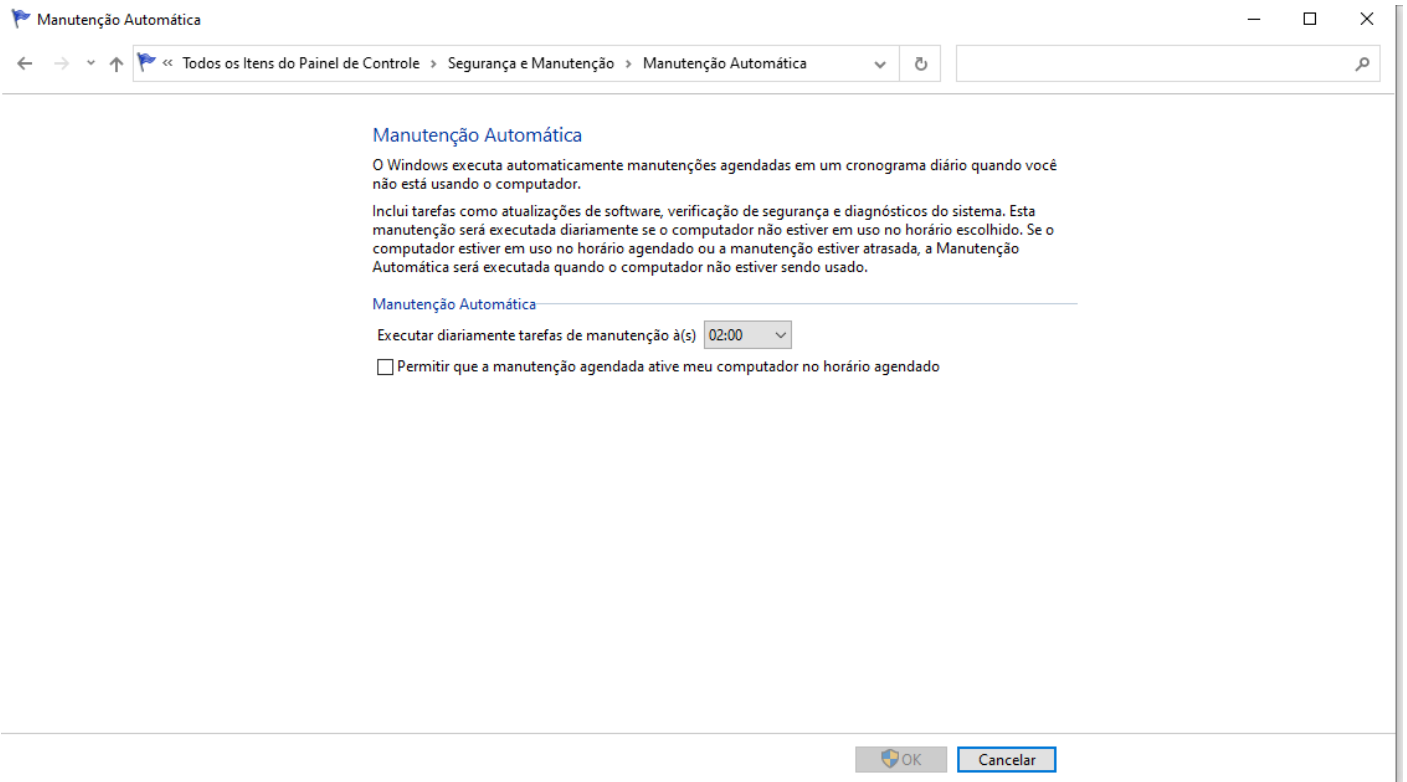 Manutenção Automática
« Todos os Itens do Painel de Controle › Segurança e Manutenção › Manutenção Automática
Manutenção Automática
O Windows executa automaticamente manutenções agendadas em um cronograma diário quando você
não está usando o computador.
Inclui tarefas como atualizações de software, verificação de segurança e diagnósticos do sistema. Esta
manutenção será executada diariamente se o computador não estiver em uso no horário escolhido. Se o
computador estiver em uso no horário agendado ou a manutenção estiver atrasada, a Manutenção
Automática será executada quando o computador não estiver sendo usado.
Manutenção Automática
Executar diariamente tarefas de manutenção à(s) 02:00
Permitir que a manutenção agendada ative meu computador no horário agendado
OK Cancelar